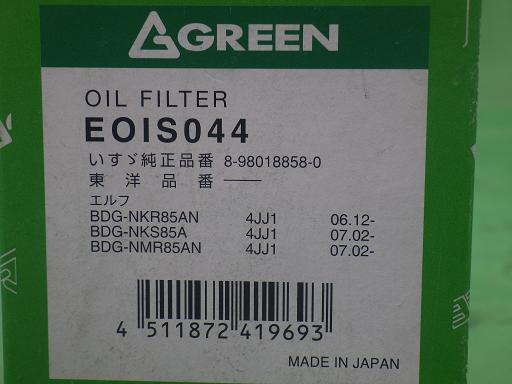 GREEN
OIL FILTER
EOIS044
いすゞ純正品番 8-98018858-0
東洋品番 ——
エルフ
BDG-NKR85AN 4JJ1 06.12-
BDG-NKS85A 4JJ1 07.02-
BDG-NMR85AN 4JJ1 07.02-
4 511872 419693
MADE IN JAPAN